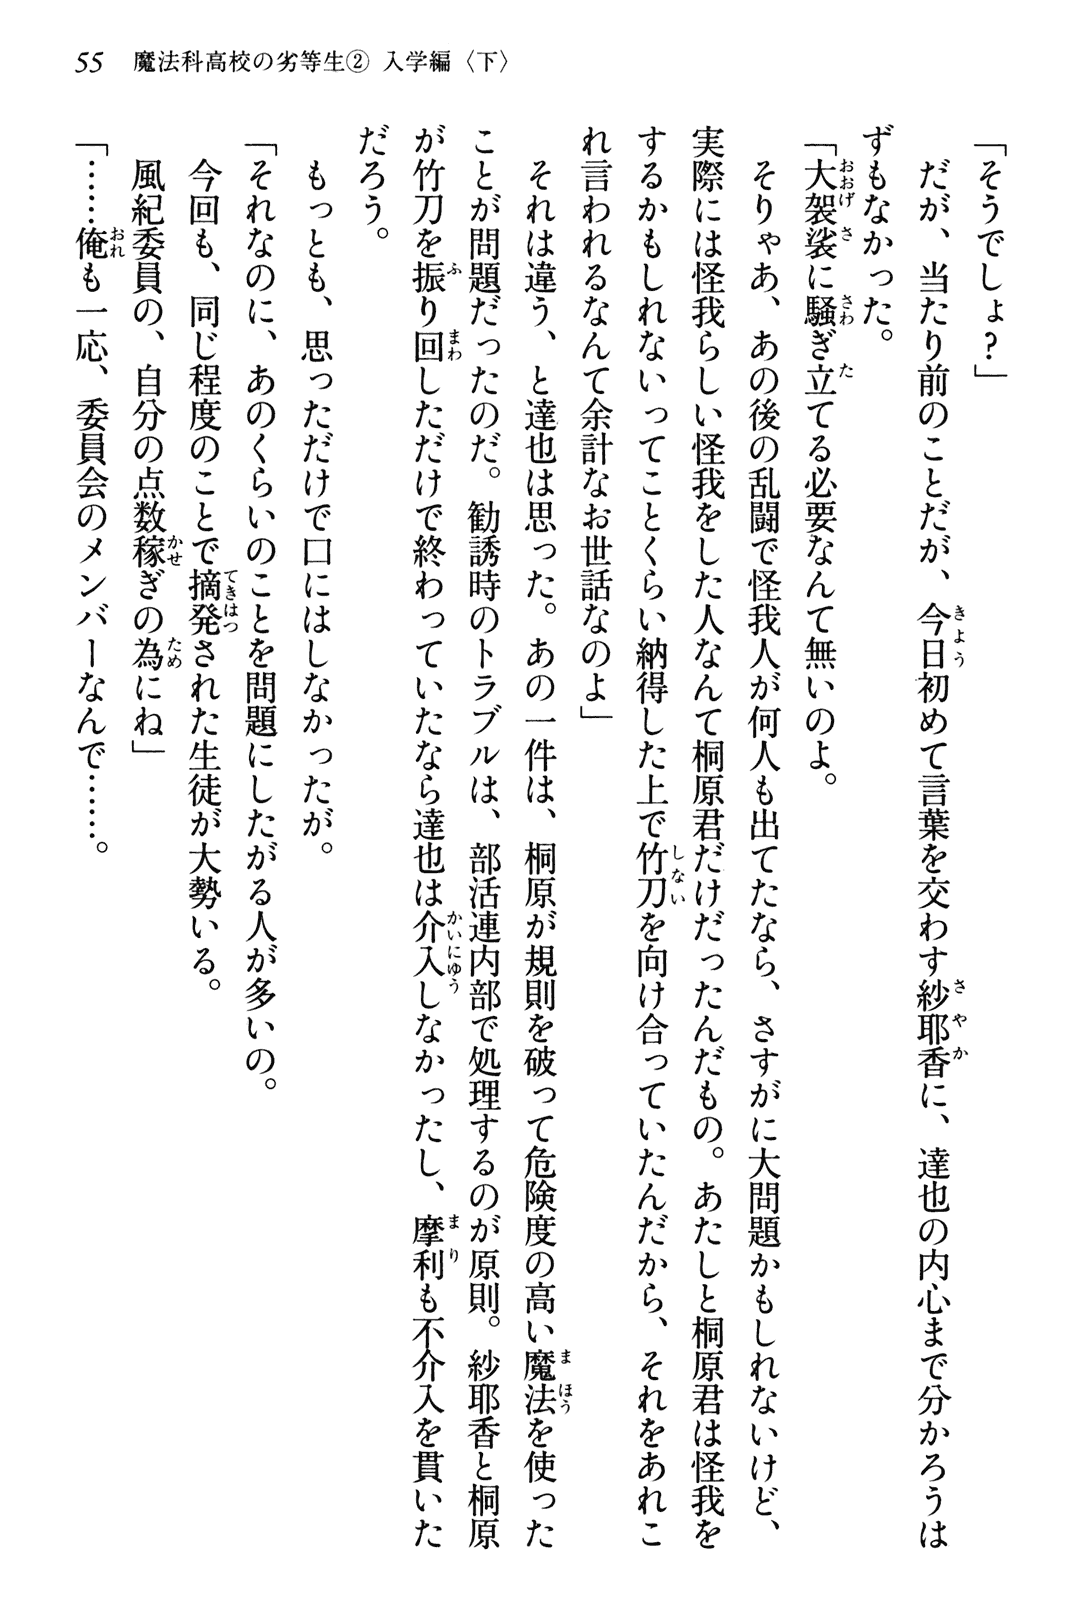 55　魔法科高校の劣等生② 入学編〈下〉
「そうでしょ？」
　だが、当たり前のことだが、今日初めて言葉を交わす紗耶香に、達也の内心まで分かろうは
ずもなかった。
「大袈裟に騒ぎ立てる必要なんて無いのよ。
　そりゃあ、あの後の乱闘で怪我人が何人も出てたなら、さすがに大問題かもしれないけど、
実際には怪我らしい怪我をした人なんて桐原君だけだったんだもの。あたしと桐原君は怪我を
するかもしれないってことくらい納得した上で竹刀を向け合っていたんだから、それをあれこ
れ言われるなんて余計なお世話なのよ」
　それは違う、と達也は思った。あの一件は、桐原が規則を破って危険度の高い魔法を使った
ことが問題だったのだ。勧誘時のトラブルは、部活連内部で処理するのが原則。紗耶香と桐原
が竹刀を振り回しただけで終わっていたなら達也は介入しなかったし、摩利も不介入を貫いた
だろう。
　もっとも、思っただけで口にはしなかったが。
「それなのに、あのくらいのことを問題にしたがる人が多いの。
　今回も、同じ程度のことで摘発された生徒が大勢いる。
　風紀委員の、自分の点数稼ぎの為にね」
「……俺も一応、委員会のメンバーなんで……。